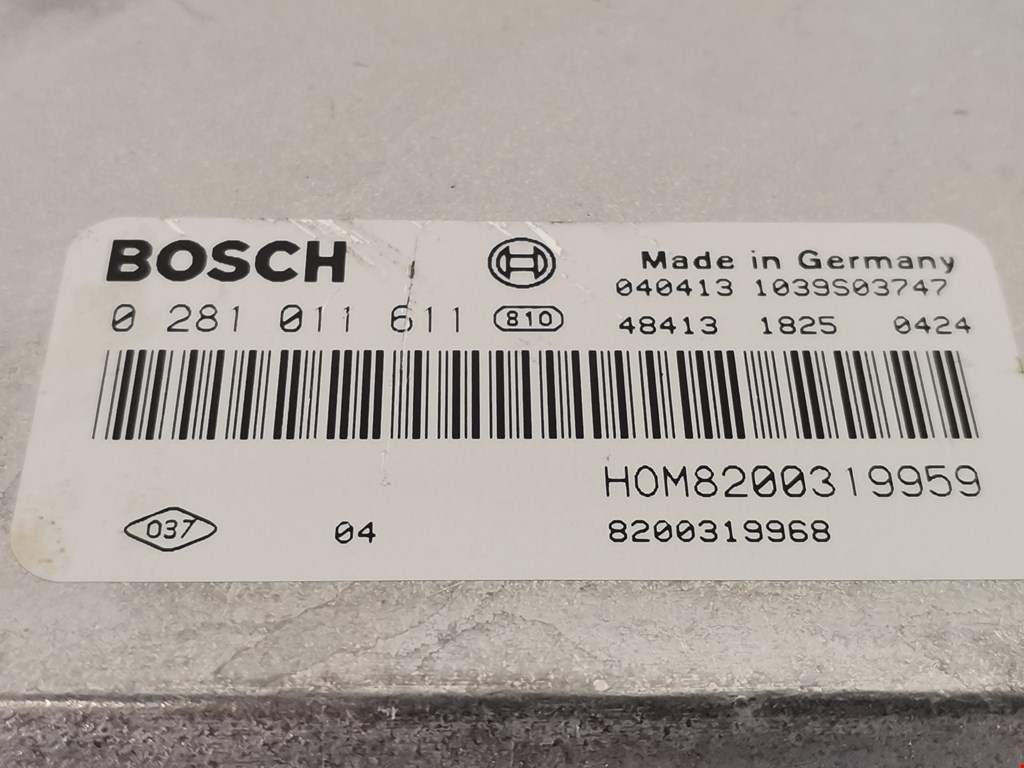 BOSCH
Made in Germany
040413 1039S03747
0 281 011 611 810 48413 1825 0424
HOM8200319959
037 04 8200319968